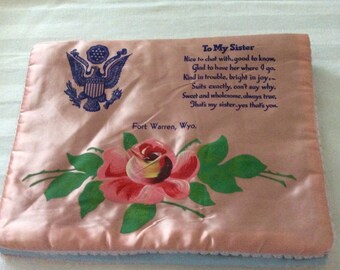 To My Sister
Nice to chat with, good to know.
Glad to have her where I go.
Kind in trouble, bright in joy...
Suits exactly, can't say why.
Sweet and wholesome, always true.
That's my sister, yes that's you.
Fort Warren, Wyo.